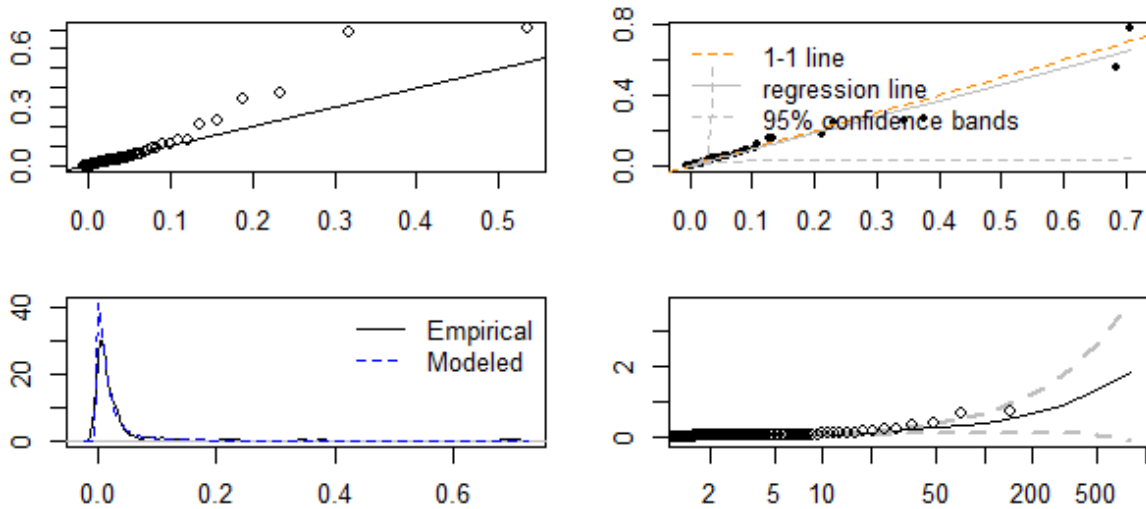 0.6
0.3
0.0
0.0 0.1 0.2 0.3 0.4 0.5
0.8
0.4
0.0
1-1 line
regression line
95% confidence bands
0.0 0.1 0.2 0.3 0.4 0.5 0.6 0.7
40
20
0
Empirical
Modeled
0.0 0.2 0.4 0.6
2
0
2 5 10 50 200 500